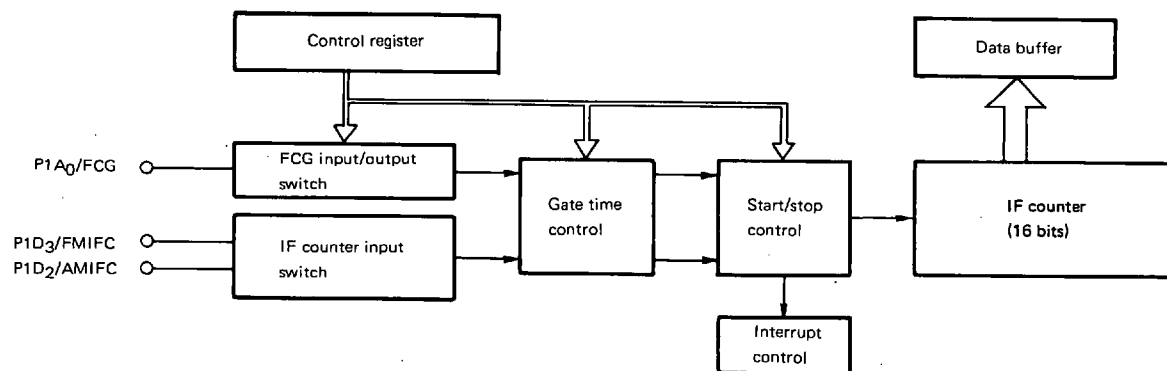 Control register
Data buffer
P1A0/FCG
FCG input/output
switch
P1D3/FMIFC
P1D2/AMIFC
IF counter input
switch
Gate time
control
Start/stop
control
IF counter
(16 bits)
Interrupt
control